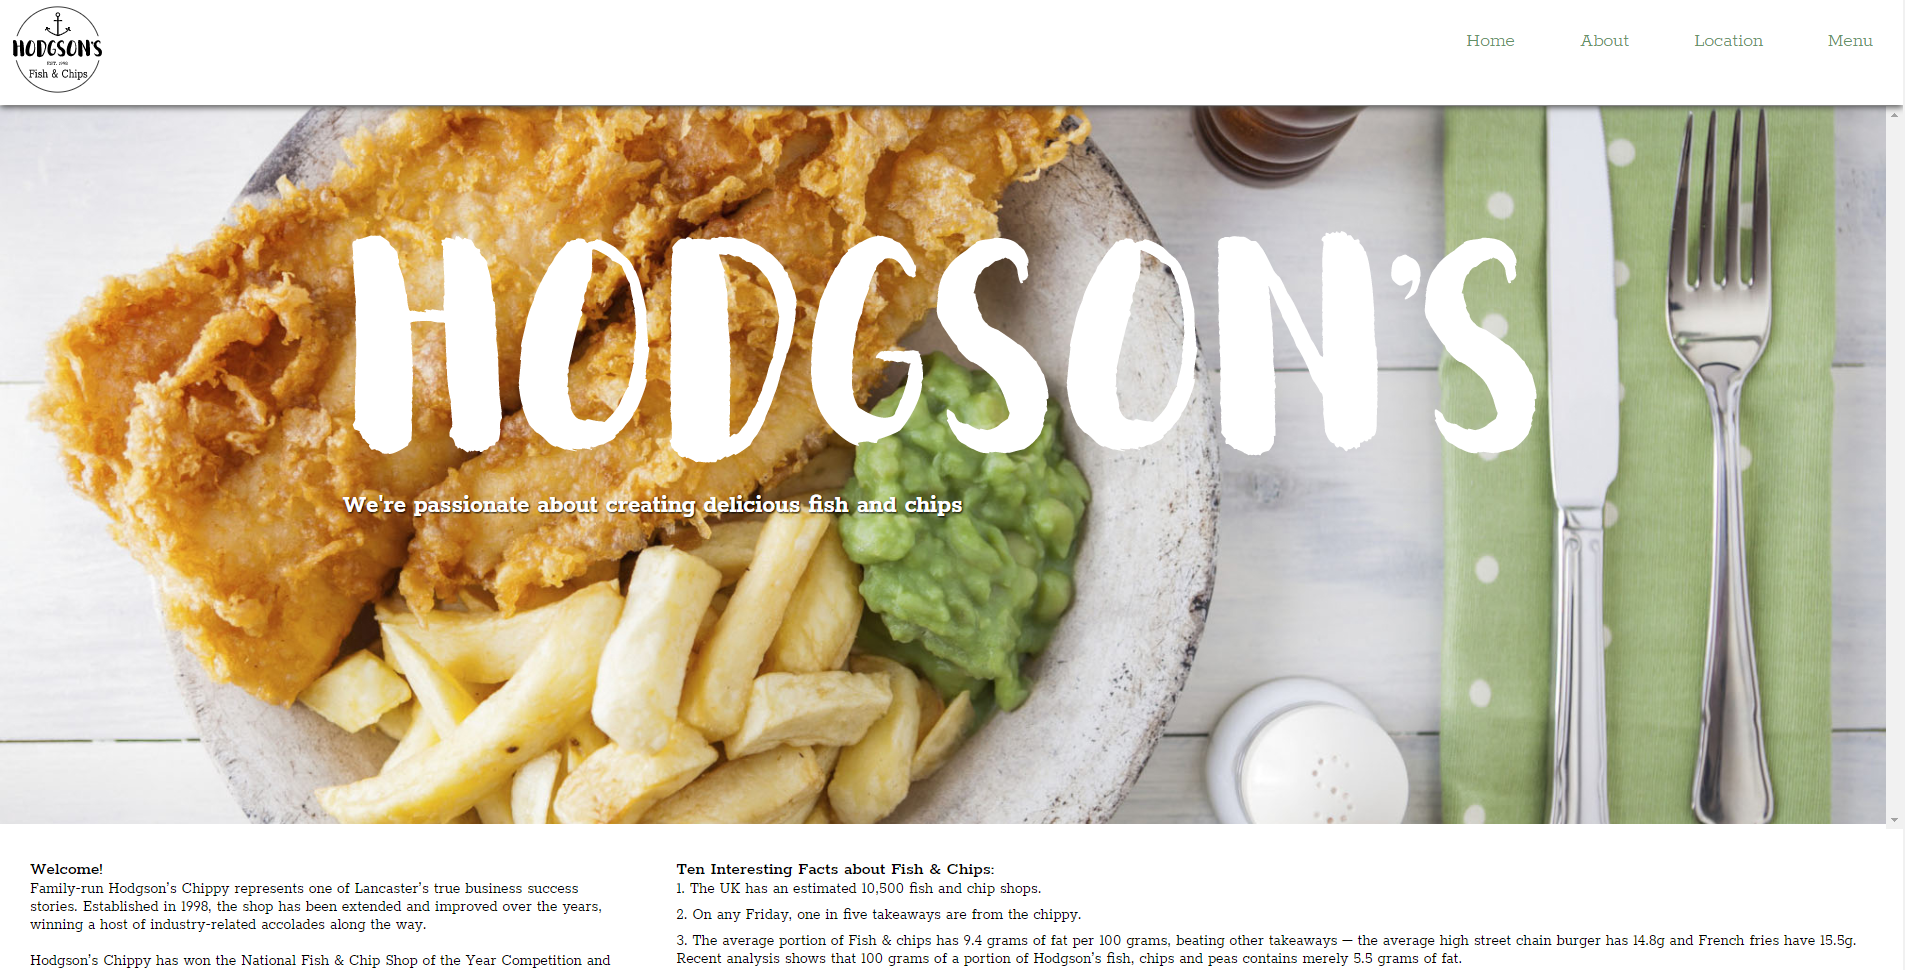 HODGSON'S
EST. 1998
Fish & Chips
Home
About
Location
Menu
HODGSON'S
We're passionate about creating delicious fish and chips
Welcome!
Family-run Hodgson's Chippy represents one of Lancaster's true business success
stories. Established in 1998, the shop has been extended and improved over the years,
winning a host of industry-related accolades along the way.
Hodgson's Chippy has won the National Fish & Chip Shop of the Year Competition and
Ten Interesting Facts about Fish & Chips:
1. The UK has an estimated 10,500 fish and chip shops.
2. On any Friday, one in five takeaways are from the chippy.
3. The average portion of Fish & chips has 9.4 grams of fat per 100 grams, beating other takeaways — the average high street chain burger has 14.8g and French fries have 15.5g.
Recent analysis shows that 100 grams of a portion of Hodgson's fish, chips and peas contains merely 5.5 grams of fat.